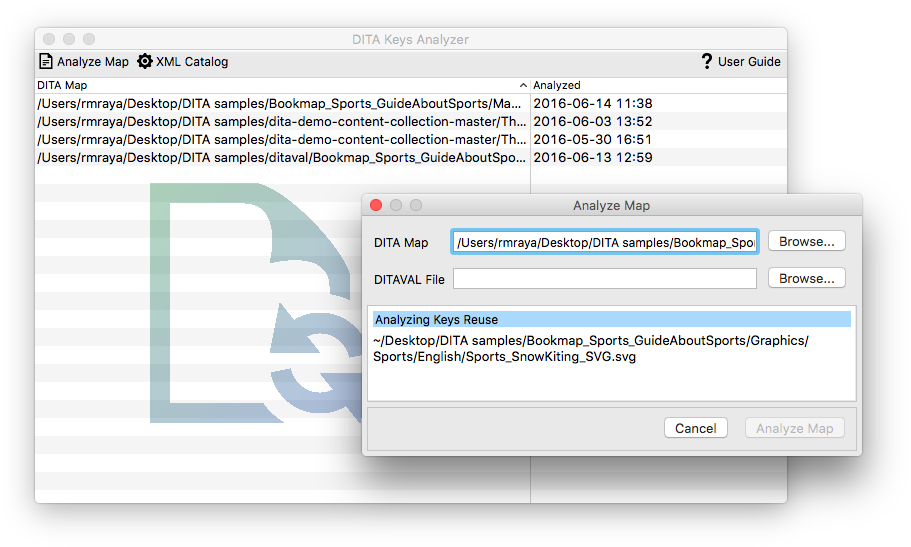 DITA Keys Analyzer
Analyze Map XML Catalog ? User Guide
DITA Map Analyzed
/Users/rmraya/Desktop/DITA samples/Bookmap_Sports_GuideAboutSports/Ma... 2016-06-14 11:38
/Users/rmraya/Desktop/DITA samples/dita-demo-content-collection-master/Th... 2016-06-03 13:52
/Users/rmraya/Desktop/DITA samples/dita-demo-content-collection-master/Th... 2016-05-30 16:51
/Users/rmraya/Desktop/DITA samples/ditaval/Bookmap_Sports_GuideAboutSpo... 2016-06-13 12:59
Analyze Map
DITA Map /Users/rmraya/Desktop/DITA samples/Bookmap_Spo Browse...
DITAVAL File Browse...
Analyzing Keys Reuse
~/Desktop/DITA samples/Bookmap_Sports_GuideAboutSports/Graphics/
Sports/English/Sports_SnowKiting_SVG.svg
Cancel Analyze Map